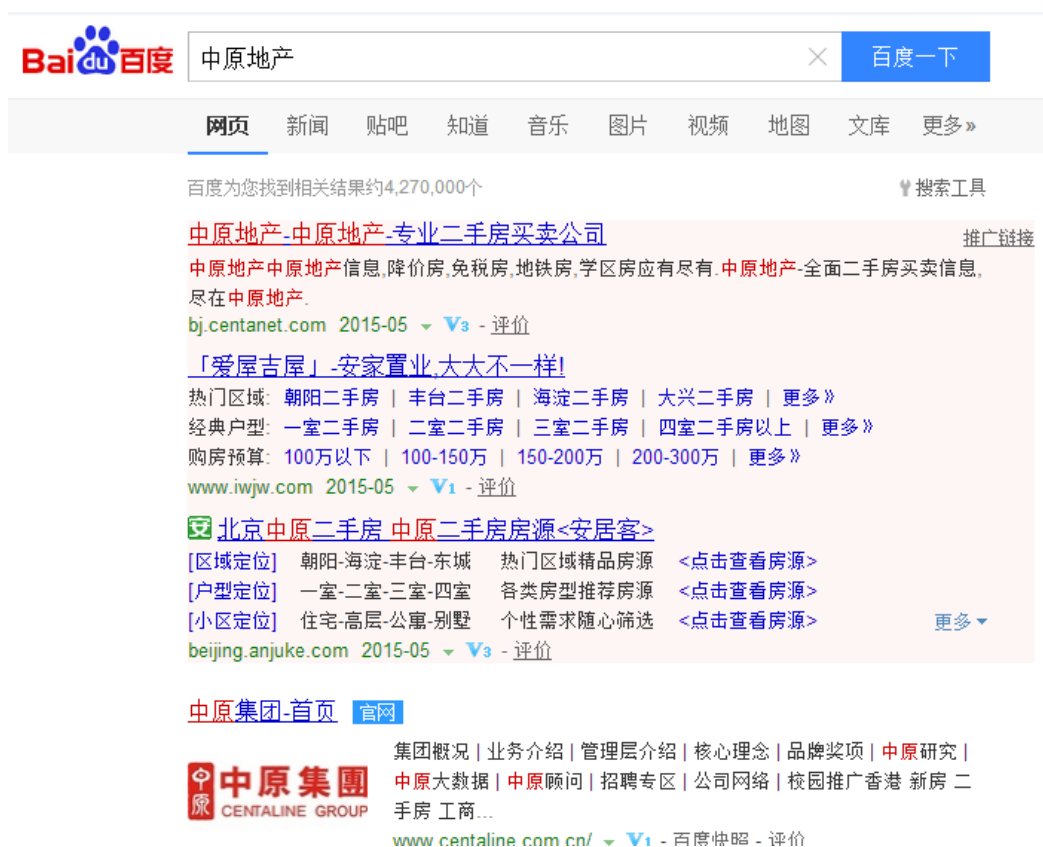 Bai du 百度 中原地产 百度一下
网页 新闻 贴吧 知道 音乐 图片 视频 地图 文库 更多»
百度为您找到相关结果约4,270,000个 搜索工具
中原地产-中原地产-专业二手房买卖公司 推广链接
中原地产中原地产信息,降价房,免税房,地铁房,学区房应有尽有.中原地产-全面二手房买卖信息,
尽在中原地产.
bj.centanet.com 2015-05 V3 - 评价
「爱屋吉屋」-安家置业,大大不一样!
热门区域: 朝阳二手房 | 丰台二手房 | 海淀二手房 | 大兴二手房 | 更多》
经典户型: 一室二手房 | 二室二手房 | 三室二手房 | 四室二手房以上 | 更多》
购房预算: 100万以下 | 100-150万 | 150-200万 | 200-300万 | 更多》
www.iwjw.com 2015-05 V1 - 评价
安 北京中原二手房 中原二手房房源<安居客>
[区域定位] 朝阳-海淀-丰台-东城 热门区域精品房源 <点击查看房源>
[户型定位] 一室-二室-三室-四室 各类房型推荐房源 <点击查看房源>
[小区定位] 住宅-高层-公寓-别墅 个性需求随心筛选 <点击查看房源> 更多
beijing.anjuke.com 2015-05 V3 - 评价
中原集团-首页 官网
集团概况 | 业务介绍 | 管理层介绍 | 核心理念 | 品牌奖项 | 中原研究 |
中原 中原集團 中原大数据 | 中原顾问 | 招聘专区 | 公司网络 | 校园推广香港 新房 二
CENTALINE GROUP 手房 工商...
www.centaline.com.cn/ V1 - 百度快照 - 评价